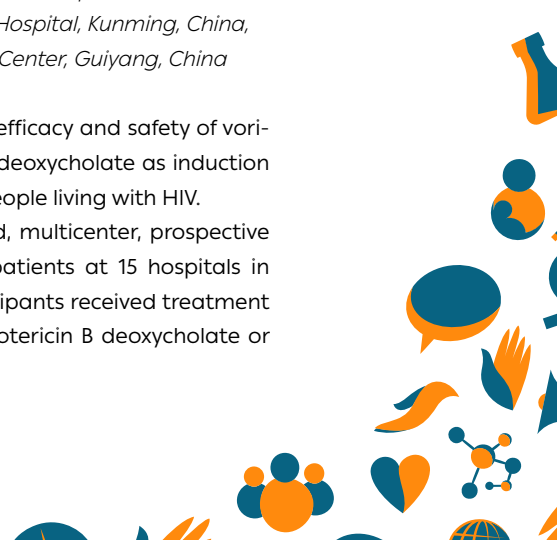 Hospital, Kunming, China,
Center, Guiyang, China
efficacy and safety of vori-
deoxycholate as induction
eople living with HIV.
d, multicenter, prospective
patients at 15 hospitals in
ipants received treatment
otericin B deoxycholate or